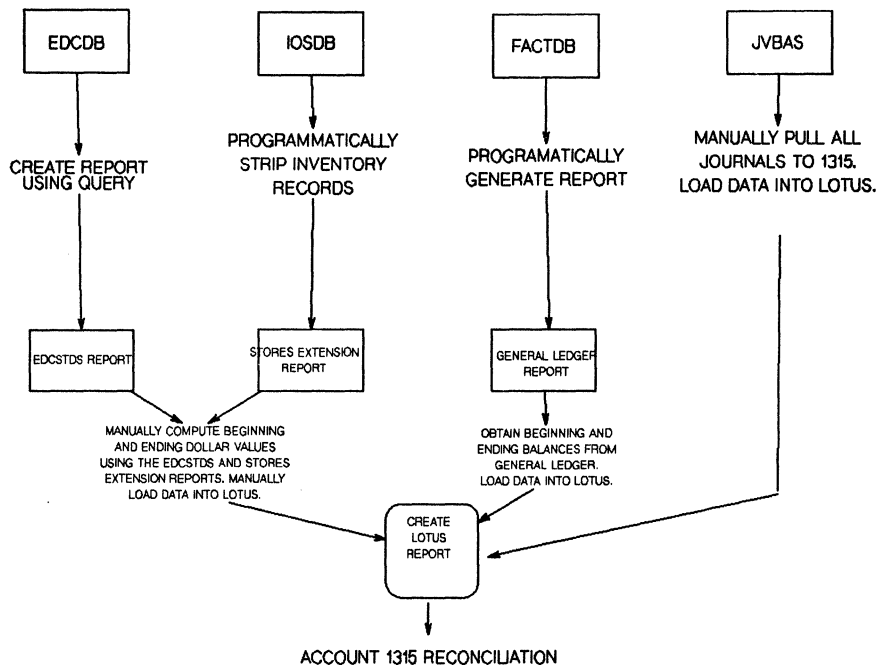 EDCDB
IOSDB
FACTDB
JVBAS
CREATE REPORT
USING QUERY
PROGRAMMATICALLY
STRIP INVENTORY
RECORDS
PROGRAMATICALLY
GENERATE REPORT
MANUALLY PULL ALL
JOURNALS TO 1315.
LOAD DATA INTO LOTUS.
EDCSTDS REPORT
STORES EXTENSION
REPORT
GENERAL LEDGER
REPORT
MANUALLY COMPUTE BEGINNING
AND ENDING DOLLAR VALUES
USING THE EDCSTDS AND STORES
EXTENSION REPORTS. MANUALLY
LOAD DATA INTO LOTUS.
OBTAIN BEGINNING AND
ENDING BALANCES FROM
GENERAL LEDGER.
LOAD DATA INTO LOTUS.
CREATE
LOTUS
REPORT
ACCOUNT 1315 RECONCILIATION